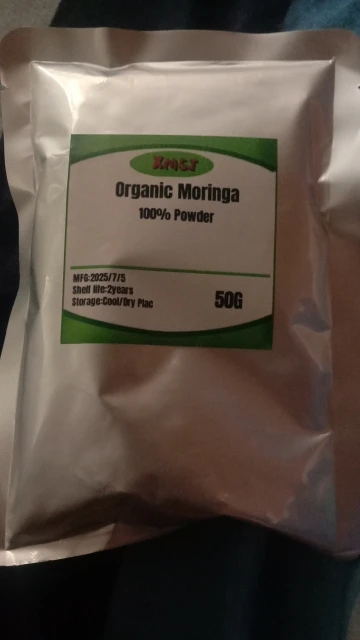 XMSJ
Organic Moringa
100% Powder
MFG:2025/7/5
Shelf life:2years
Storage:Cool/Dry Plac
50G